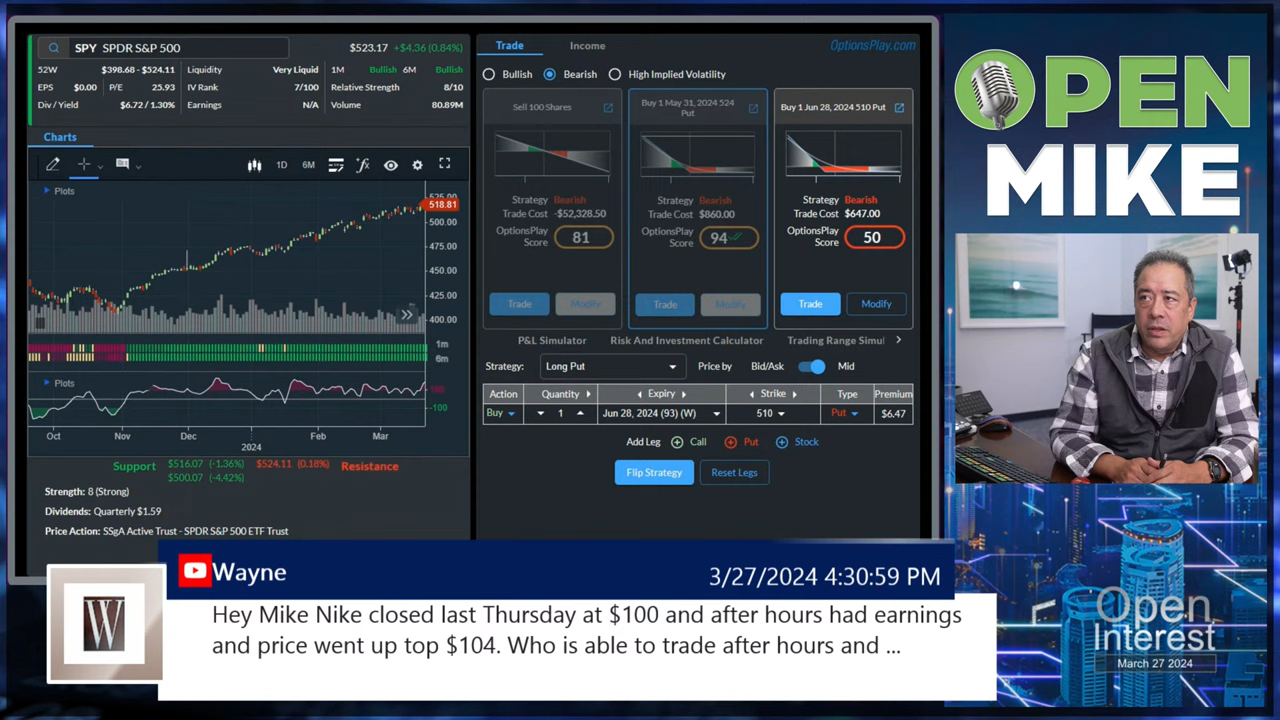 SPY SPDR S&P 500
$523.17 +$4.36 (0.84%)
52W $398.68 - $524.11 Liquidity Very Liquid 1M Bullish 6M Bullish
EPS $0.00 P/E 25.93 IV Rank 7/100 Relative Strength 8/10
Div / Yield $6.72 / 1.30% Earnings N/A Volume 80.89M
Charts
1D 6M
Plots
525.00
518.81
500.00
475.00
450.00
425.00
400.00
1m
6m
Plots
100
-100
Oct Nov Dec Feb Mar
2024
Support $516.07 (-1.36%) $524.11 (0.18%) Resistance
$500.07 (-4.42%)
Strength: 8 (Strong)
Dividends: Quarterly $1.59
Price Action: SSgA Active Trust - SPDR S&P 500 ETF Trust
Trade Income OptionsPlay.com
Bullish Bearish High Implied Volatility
Sell 100 Shares
Strategy Bearish
Trade Cost -$52,328.50
OptionsPlay Score 81
Trade Modify
Buy 1 May 31, 2024 524
Put
Strategy Bearish
Trade Cost $860.00
OptionsPlay Score 94
Trade Modify
Buy 1 Jun 28, 2024 510 Put
Strategy Bearish
Trade Cost $647.00
OptionsPlay Score 50
Trade Modify
P&L Simulator Risk And Investment Calculator Trading Range Simul
Strategy: Long Put Price by Bid/Ask Mid
Action Quantity Expiry Strike Type Premium
Buy 1 Jun 28, 2024 (93) (W) 510 Put $6.47
Add Leg Call Put Stock
Flip Strategy Reset Legs
OPEN
MIKE
Open
Interest
March 27 2024
W
Wayne 3/27/2024 4:30:59 PM
Hey Mike Nike closed last Thursday at $100 and after hours had earnings
and price went up top $104. Who is able to trade after hours and ...